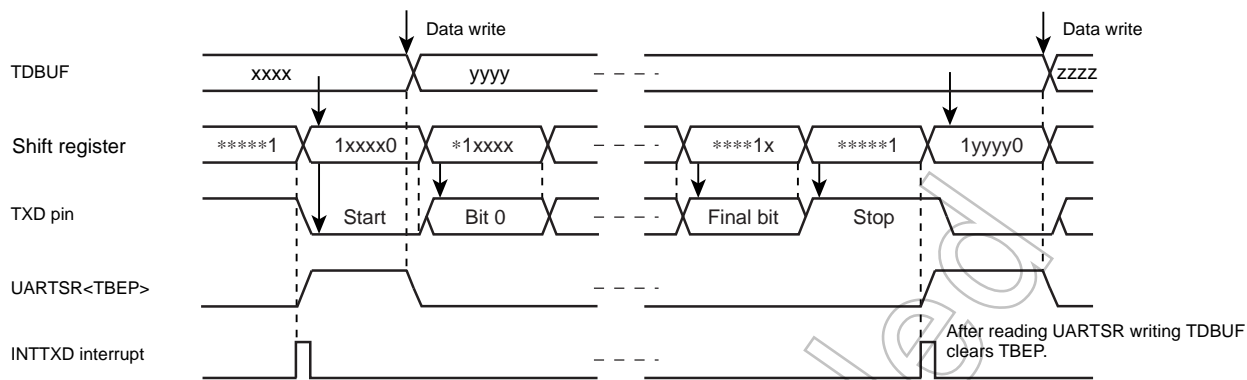 Data write
Data write
TDBUF
xxxx
yyyy
zzzz
Shift register
*****1
1xxxx0
*1xxxx
****1x
*****1
1yyyy0
TXD pin
Start
Bit 0
Final bit
Stop
UARTSR<TBEP>
After reading UARTSR writing TDBUF
clears TBEP.
INTTXD interrupt